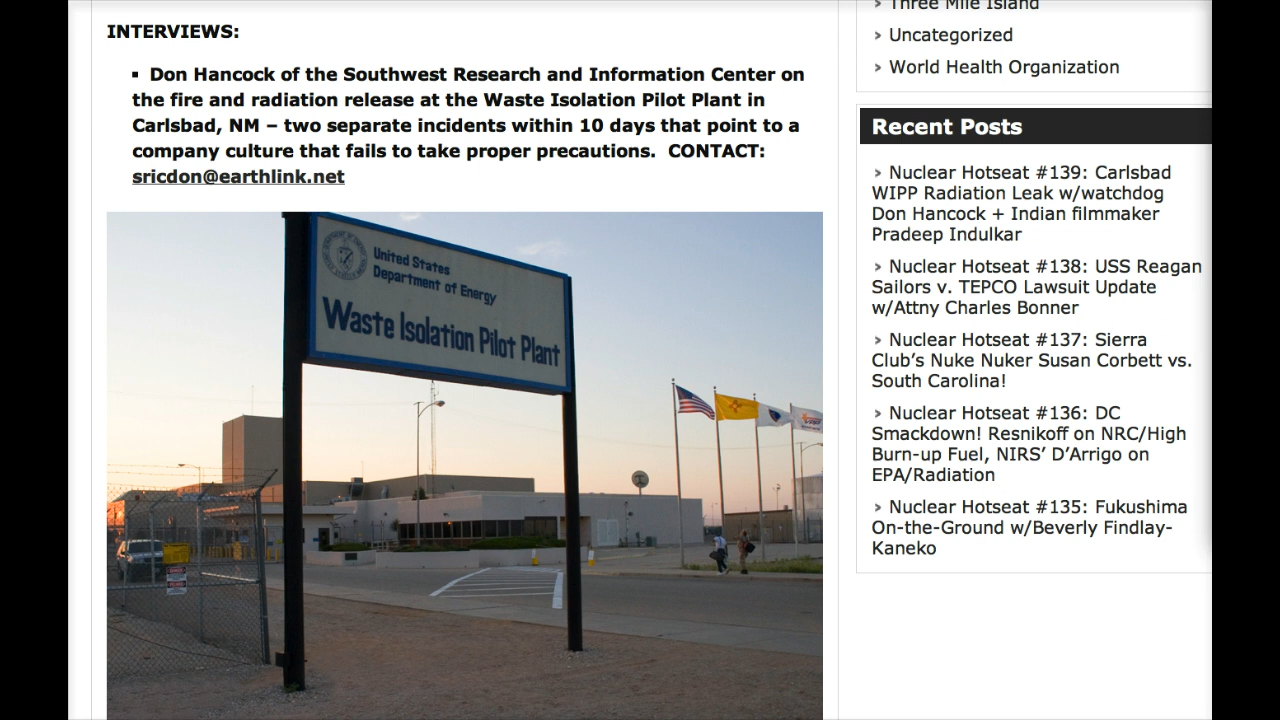 INTERVIEWS:
▪ Don Hancock of the Southwest Research and Information Center on
the fire and radiation release at the Waste Isolation Pilot Plant in
Carlsbad, NM – two separate incidents within 10 days that point to a
company culture that fails to take proper precautions.  CONTACT:
sricdon@earthlink.net
United States
Department of Energy
Waste Isolation Pilot Plant
> Three Mile Island
> Uncategorized
> World Health Organization
Recent Posts
> Nuclear Hotseat #139: Carlsbad
WIPP Radiation Leak w/watchdog
Don Hancock + Indian filmmaker
Pradeep Indulkar
> Nuclear Hotseat #138: USS Reagan
Sailors v. TEPCO Lawsuit Update
w/Attny Charles Bonner
> Nuclear Hotseat #137: Sierra
Club’s Nuke Nuker Susan Corbett vs.
South Carolina!
> Nuclear Hotseat #136: DC
Smackdown! Resnikoff on NRC/High
Burn-up Fuel, NIRS’ D’Arrigo on
EPA/Radiation
> Nuclear Hotseat #135: Fukushima
On-the-Ground w/Beverly Findlay-
Kaneko